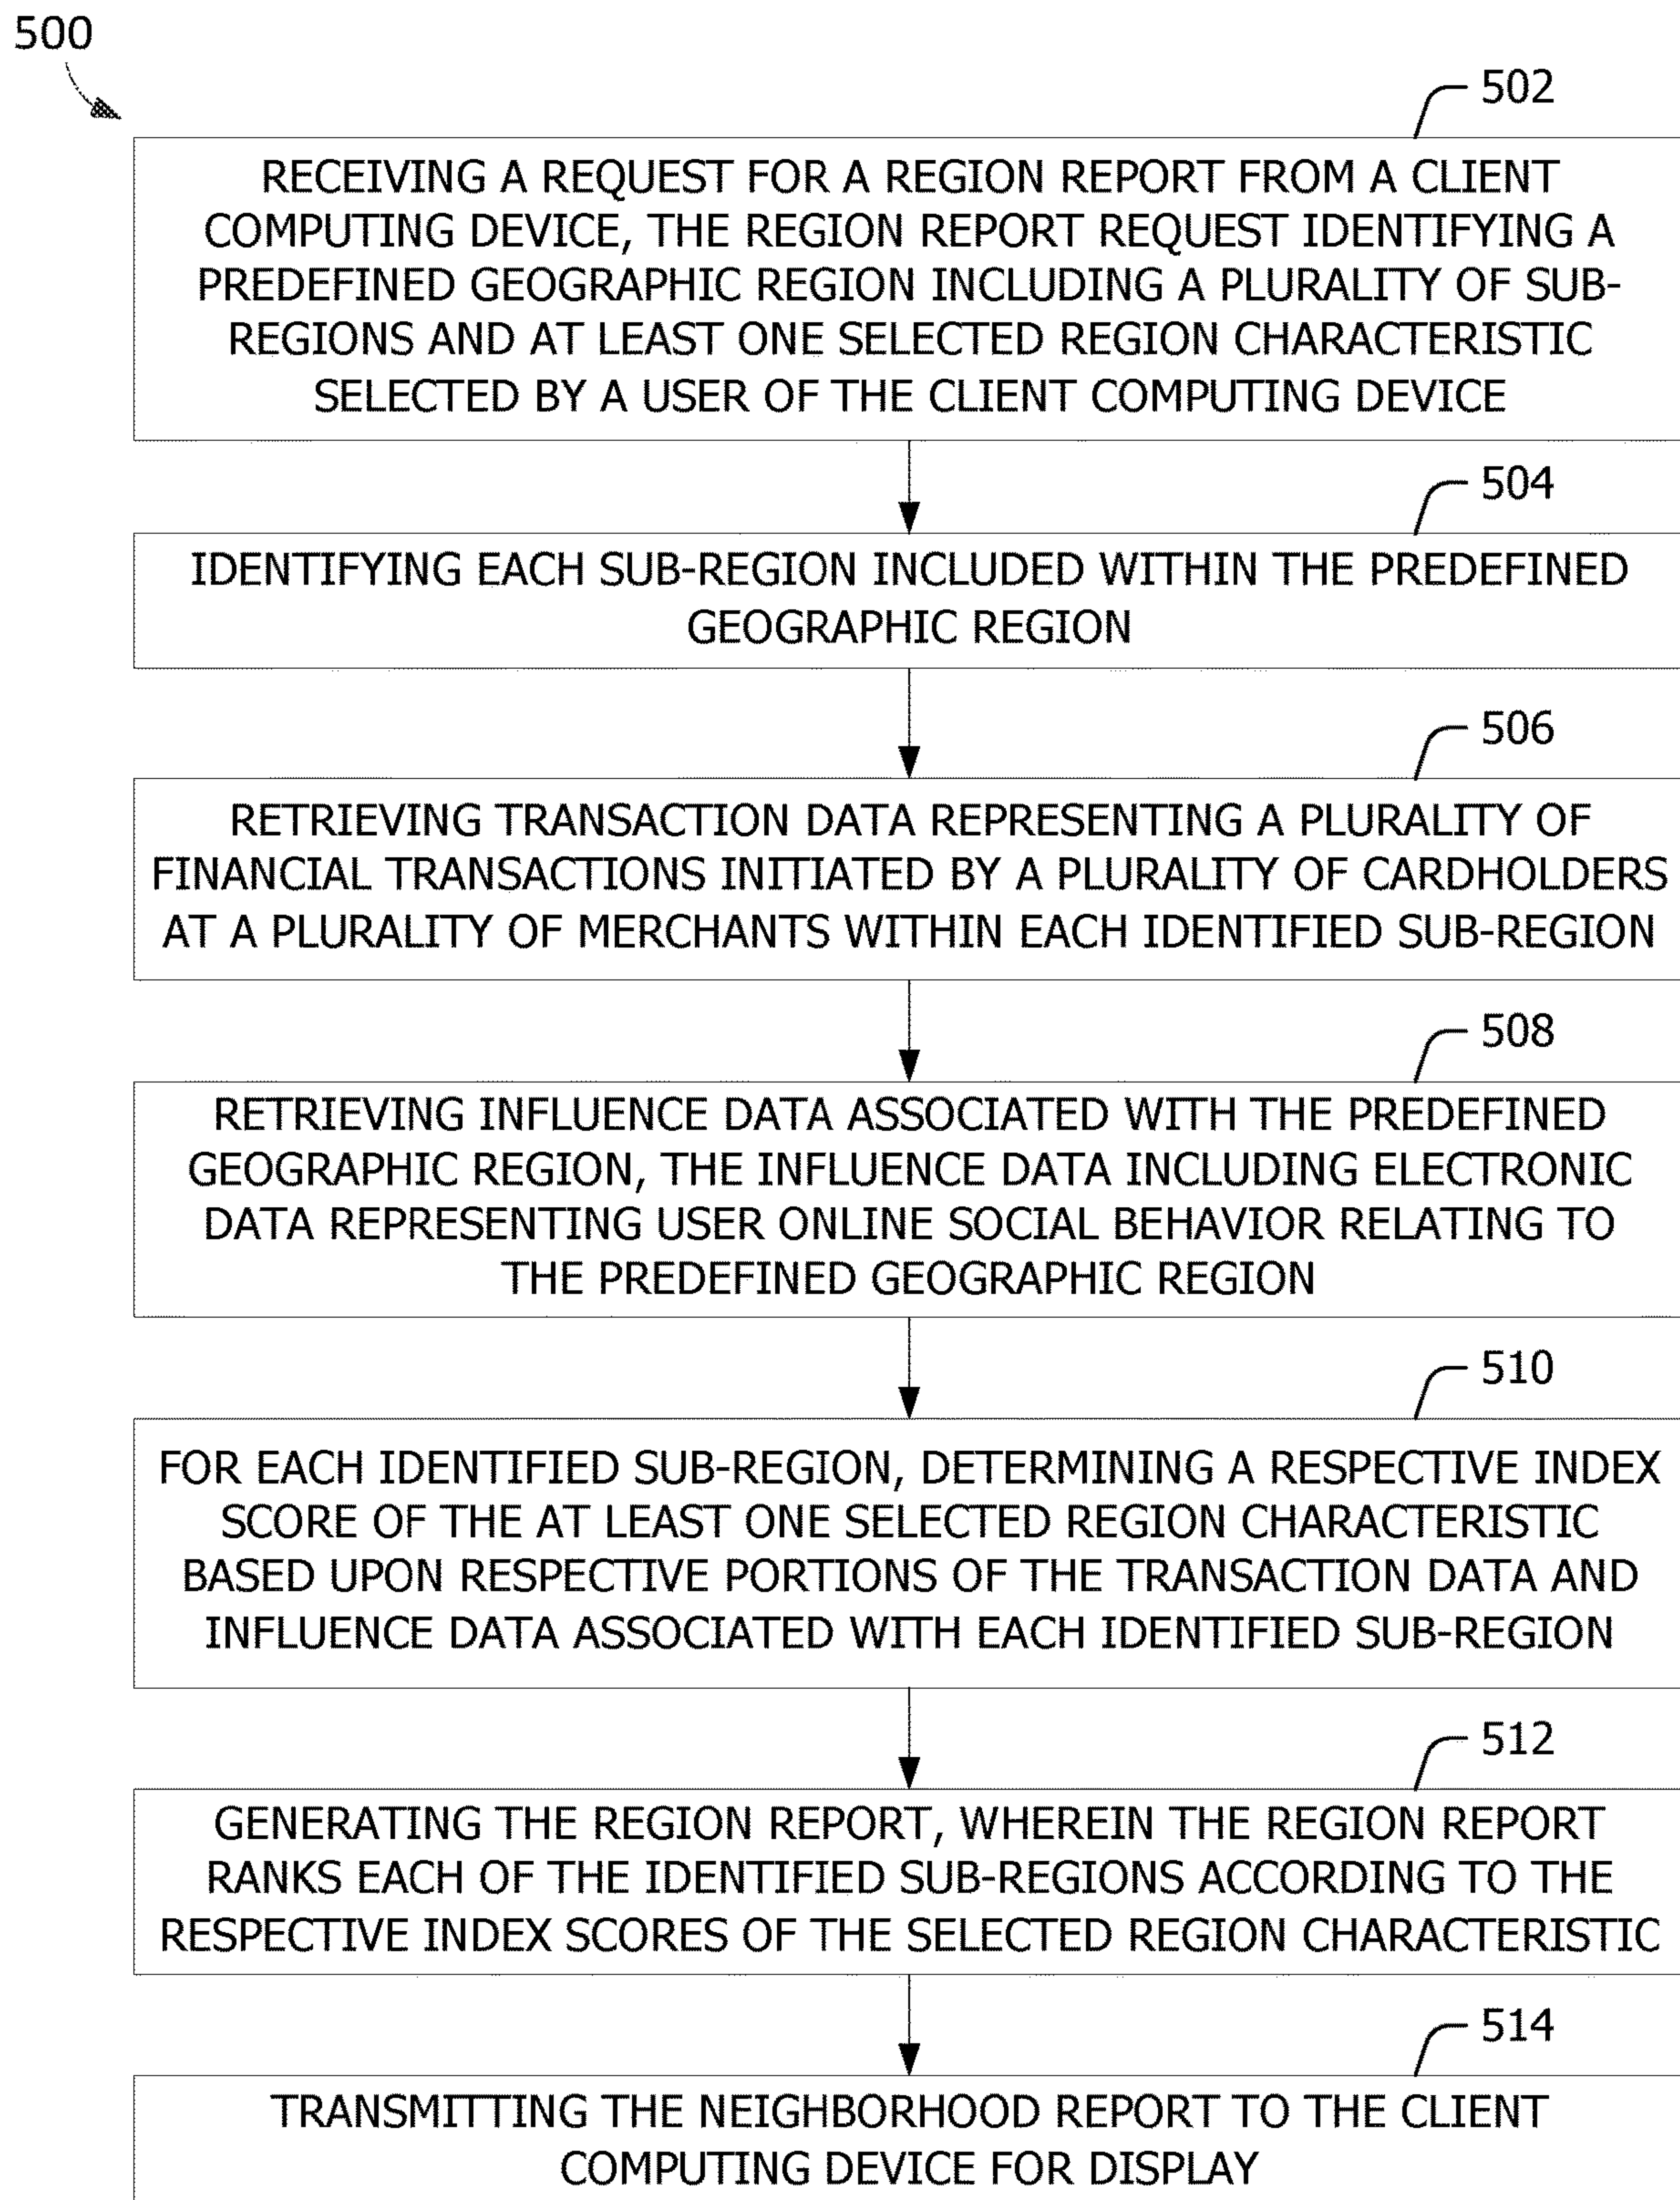 500
502
RECEIVING A REQUEST FOR A REGION REPORT FROM A CLIENT
COMPUTING DEVICE, THE REGION REPORT REQUEST IDENTIFYING A
PREDEFINED GEOGRAPHIC REGION INCLUDING A PLURALITY OF SUB-
REGIONS AND AT LEAST ONE SELECTED REGION CHARACTERISTIC
SELECTED BY A USER OF THE CLIENT COMPUTING DEVICE
504
IDENTIFYING EACH SUB-REGION INCLUDED WITHIN THE PREDEFINED
GEOGRAPHIC REGION
506
RETRIEVING TRANSACTION DATA REPRESENTING A PLURALITY OF
FINANCIAL TRANSACTIONS INITIATED BY A PLURALITY OF CARDHOLDERS
AT A PLURALITY OF MERCHANTS WITHIN EACH IDENTIFIED SUB-REGION
508
RETRIEVING INFLUENCE DATA ASSOCIATED WITH THE PREDEFINED
GEOGRAPHIC REGION, THE INFLUENCE DATA INCLUDING ELECTRONIC
DATA REPRESENTING USER ONLINE SOCIAL BEHAVIOR RELATING TO
THE PREDEFINED GEOGRAPHIC REGION
510
FOR EACH IDENTIFIED SUB-REGION, DETERMINING A RESPECTIVE INDEX
SCORE OF THE AT LEAST ONE SELECTED REGION CHARACTERISTIC
BASED UPON RESPECTIVE PORTIONS OF THE TRANSACTION DATA AND
INFLUENCE DATA ASSOCIATED WITH EACH IDENTIFIED SUB-REGION
512
GENERATING THE REGION REPORT, WHEREIN THE REGION REPORT
RANKS EACH OF THE IDENTIFIED SUB-REGIONS ACCORDING TO THE
RESPECTIVE INDEX SCORES OF THE SELECTED REGION CHARACTERISTIC
514
TRANSMITTING THE NEIGHBORHOOD REPORT TO THE CLIENT
COMPUTING DEVICE FOR DISPLAY